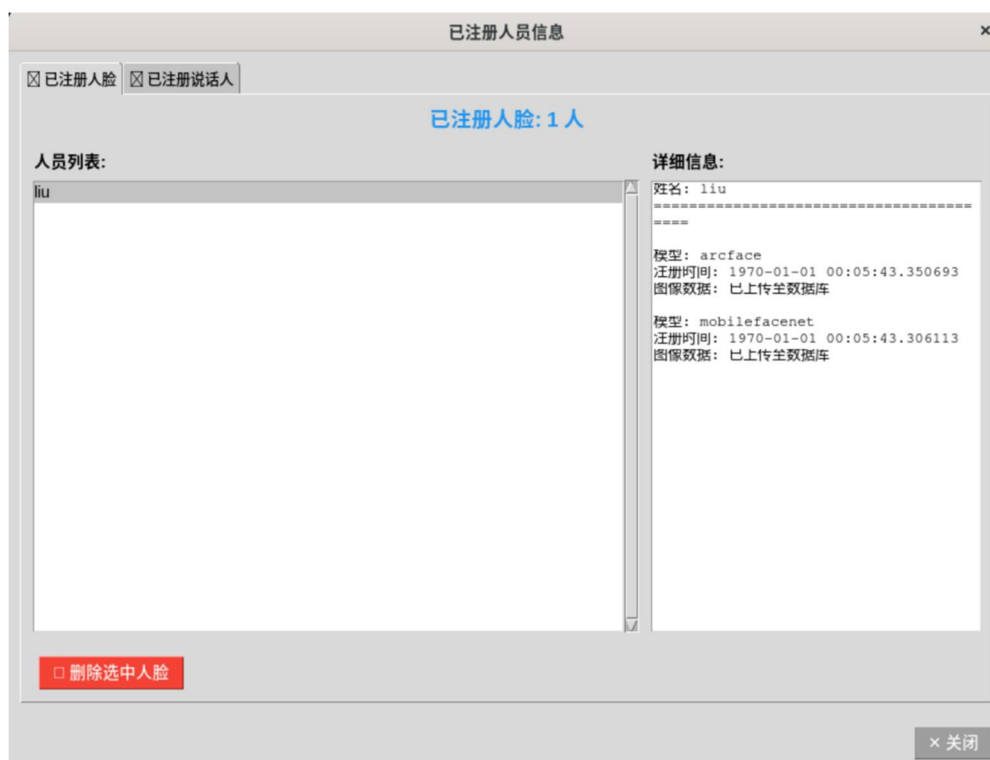 已注册人员信息
×
已注册人脸
已注册说话人
已注册人脸: 1 人
人员列表:
liu
详细信息:
姓名: liu
====================================
====
模型: arcface
注册时间: 1970-01-01 00:05:43.350693
图像数据: 已上传至数据库
模型: mobilefacenet
注册时间: 1970-01-01 00:05:43.306113
图像数据: 已上传至数据库
删除选中人脸
× 关闭